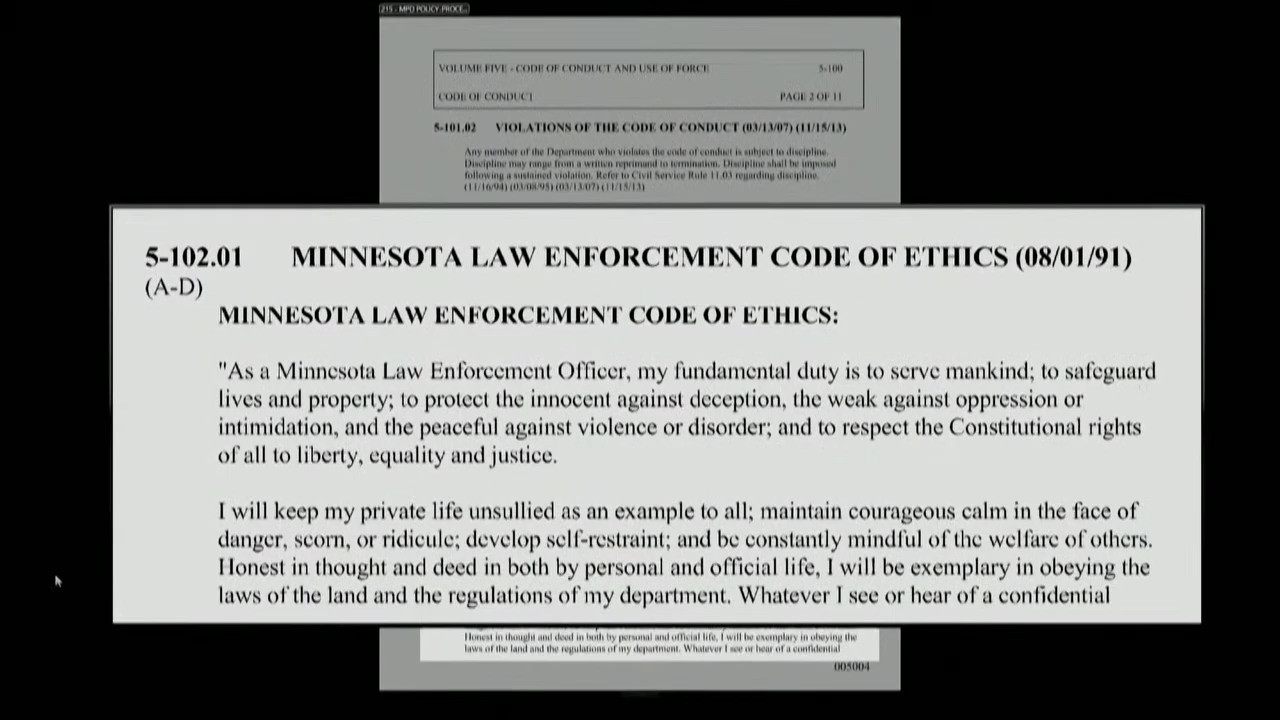 215 - MPD POLICY-PROCE...
VOLUME FIVE - CODE OF CONDUCT AND USE OF FORCE 5-100
CODE OF CONDUCT PAGE 2 OF 11
5-101.02 VIOLATIONS OF THE CODE OF CONDUCT (03/13/07) (11/15/13)
Any member of the Department who violates the code of conduct is subject to discipline.
Discipline may range from a written reprimand to termination. Discipline shall be imposed
following a sustained violation. Refer to Civil Service Rule 11.03 regarding discipline.
(11/16/94) (03/08/95) (03/13/07) (11/15/13)
5-102.01 MINNESOTA LAW ENFORCEMENT CODE OF ETHICS (08/01/91)
(A-D)
MINNESOTA LAW ENFORCEMENT CODE OF ETHICS:
"As a Minnesota Law Enforcement Officer, my fundamental duty is to serve mankind; to safeguard
lives and property; to protect the innocent against deception, the weak against oppression or
intimidation, and the peaceful against violence or disorder; and to respect the Constitutional rights
of all to liberty, equality and justice.
I will keep my private life unsullied as an example to all; maintain courageous calm in the face of
danger, scorn, or ridicule; develop self-restraint; and be constantly mindful of the welfare of others.
Honest in thought and deed in both by personal and official life, I will be exemplary in obeying the
laws of the land and the regulations of my department. Whatever I see or hear of a confidential
Honest in thought and deed in both by personal and official life, I will be exemplary in obeying the
laws of the land and the regulations of my department. Whatever I see or hear of a confidential
005004